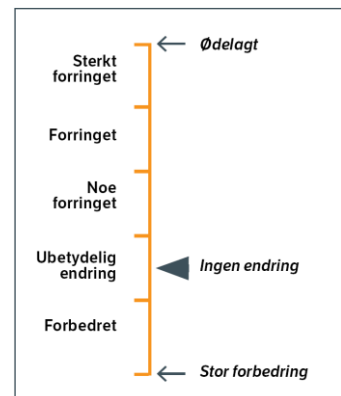 Ødelagt
Sterkt
forringet
Forringet
Noe
forringet
Ubetydelig
endring
Ingen endring
Forbedret
Stor forbedring